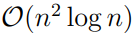 𝒪(n² log n)